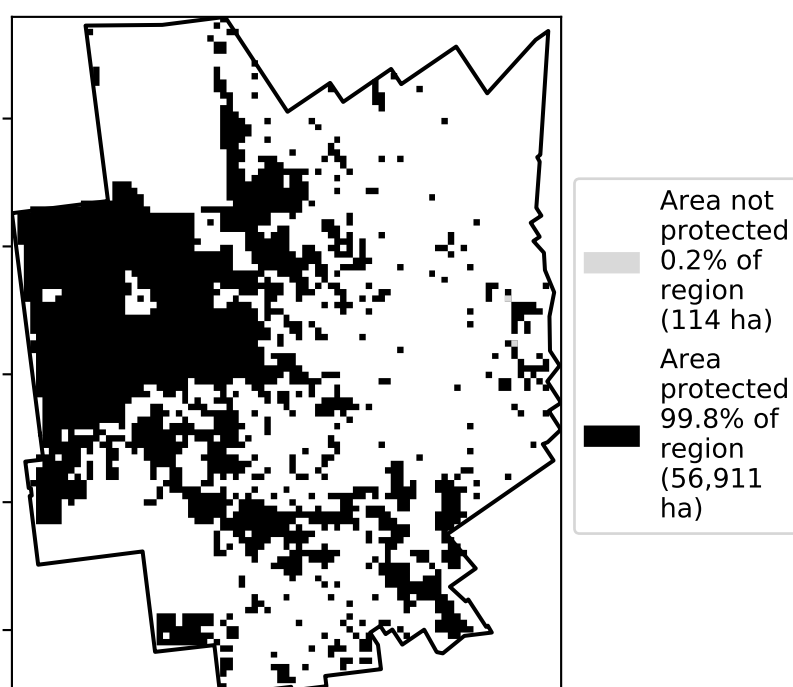 Area not
protected
0.2% of
region
(114 ha)
Area
protected
99.8% of
region
(56,911
ha)